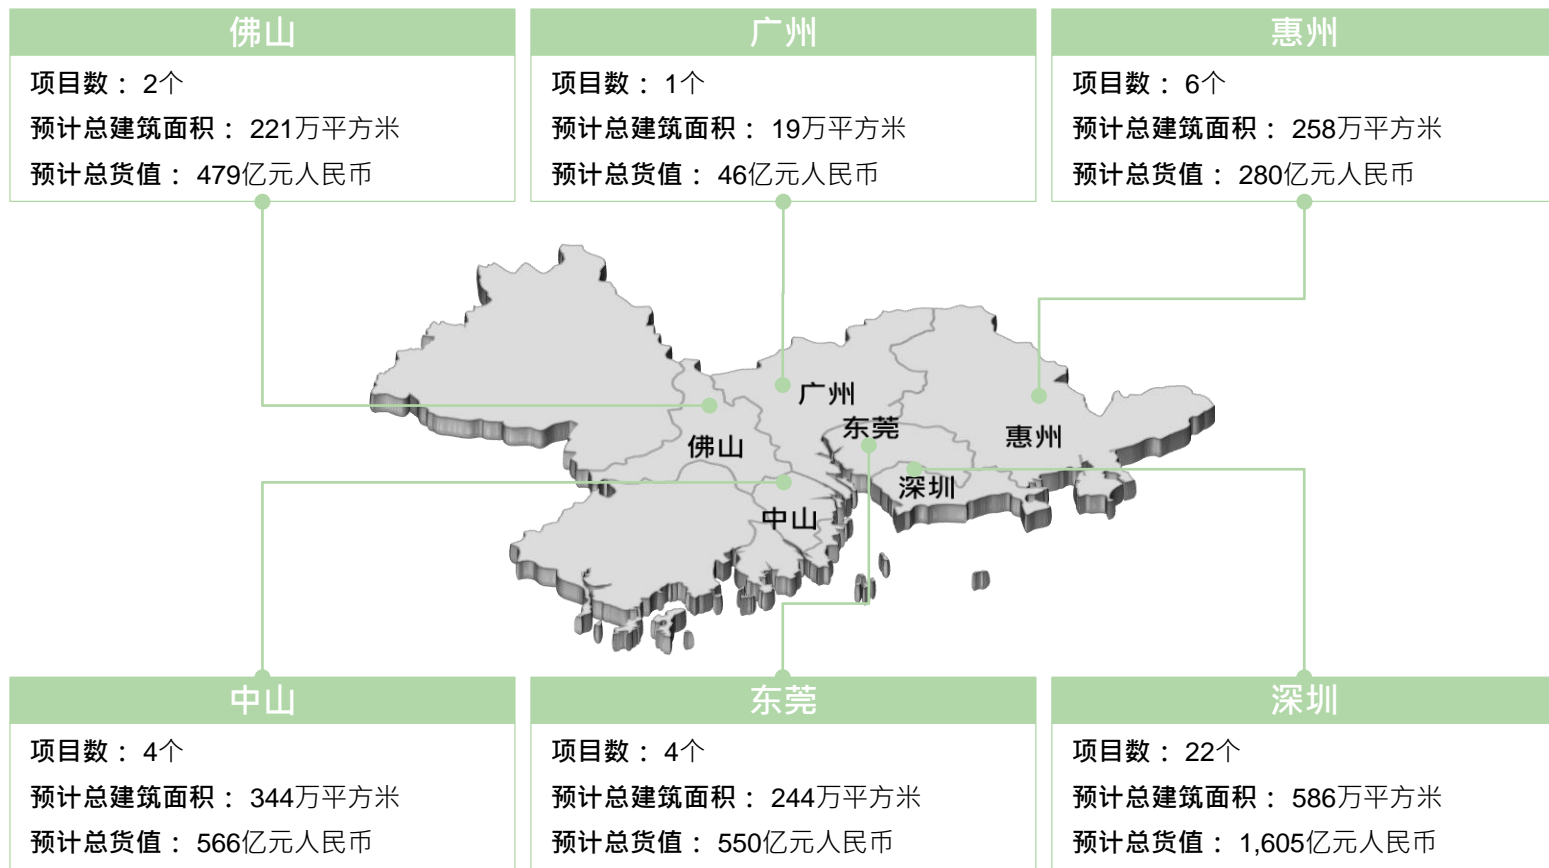 佛山
项目数： 2个
预计总建筑面积： 221万平方米
预计总货值： 479亿元人民币
广州
项目数： 1个
预计总建筑面积： 19万平方米
预计总货值： 46亿元人民币
惠州
项目数： 6个
预计总建筑面积： 258万平方米
预计总货值： 280亿元人民币
广州
东莞
佛山
惠州
深圳
中山
中山
项目数： 4个
预计总建筑面积： 344万平方米
预计总货值： 566亿元人民币
东莞
项目数： 4个
预计总建筑面积： 244万平方米
预计总货值： 550亿元人民币
深圳
项目数： 22个
预计总建筑面积： 586万平方米
预计总货值： 1,605亿元人民币